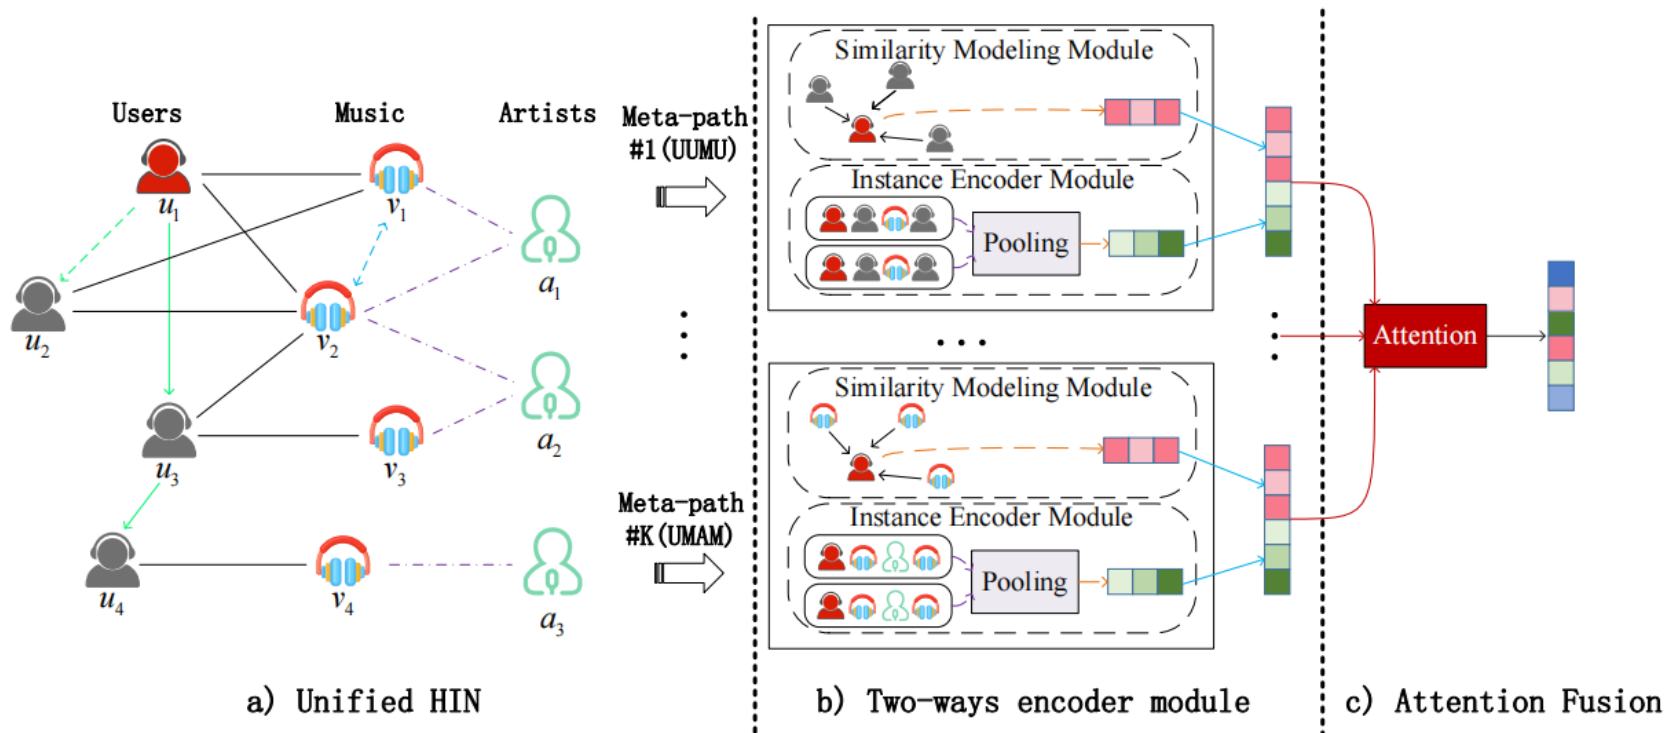 Users
Music
Artists
u1
v1
a1
u2
v2
u3
v3
a2
u4
v4
a3
a) Unified HIN
Meta-path
#1(UUMU)
Meta-path
#K(UMAM)
Similarity Modeling Module
Instance Encoder Module
Pooling
Similarity Modeling Module
Instance Encoder Module
Pooling
b) Two-ways encoder module
Attention
c) Attention Fusion